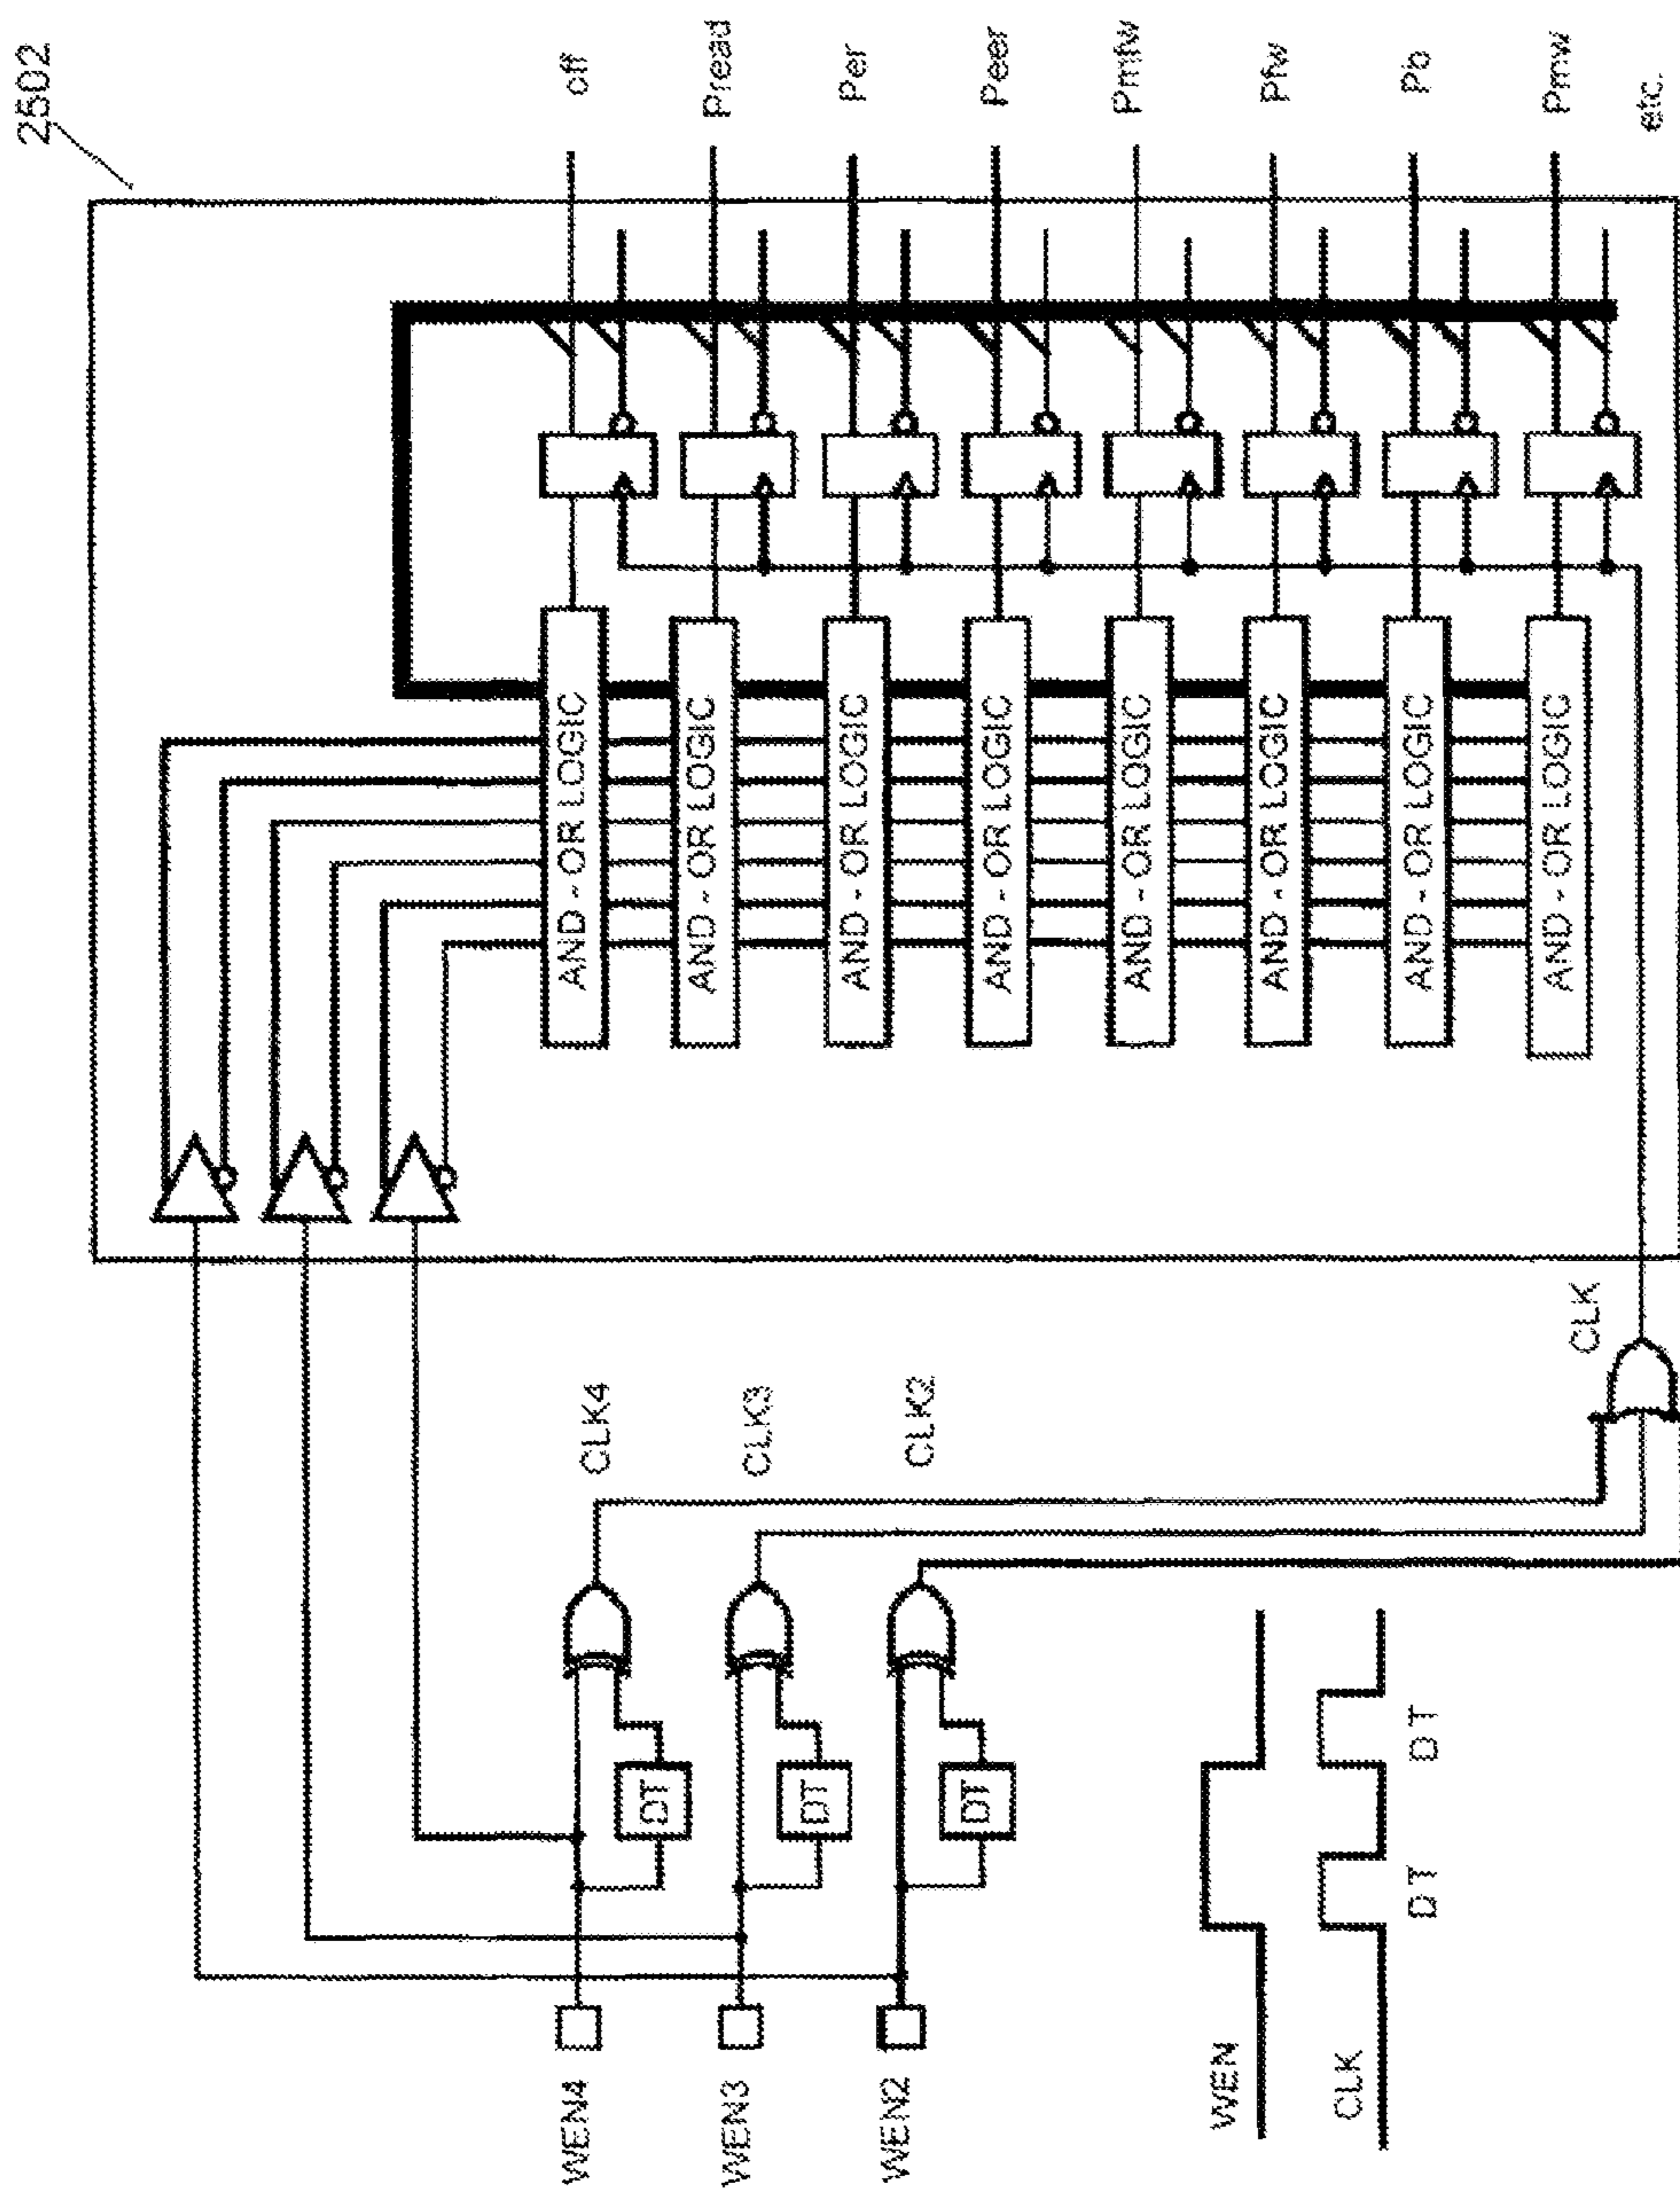 2502
off
Pread
Per
Peer
Pmfw
Pfw
Pb
Pmw
etc.
AND - OR LOGIC
AND - OR LOGIC
AND - OR LOGIC
AND - OR LOGIC
AND - OR LOGIC
AND - OR LOGIC
AND - OR LOGIC
AND - OR LOGIC
CLK4
CLK3
CLK2
CLK
DT
DT
DT
WEN4
WEN3
WEN2
WEN
CLK
DT
DT